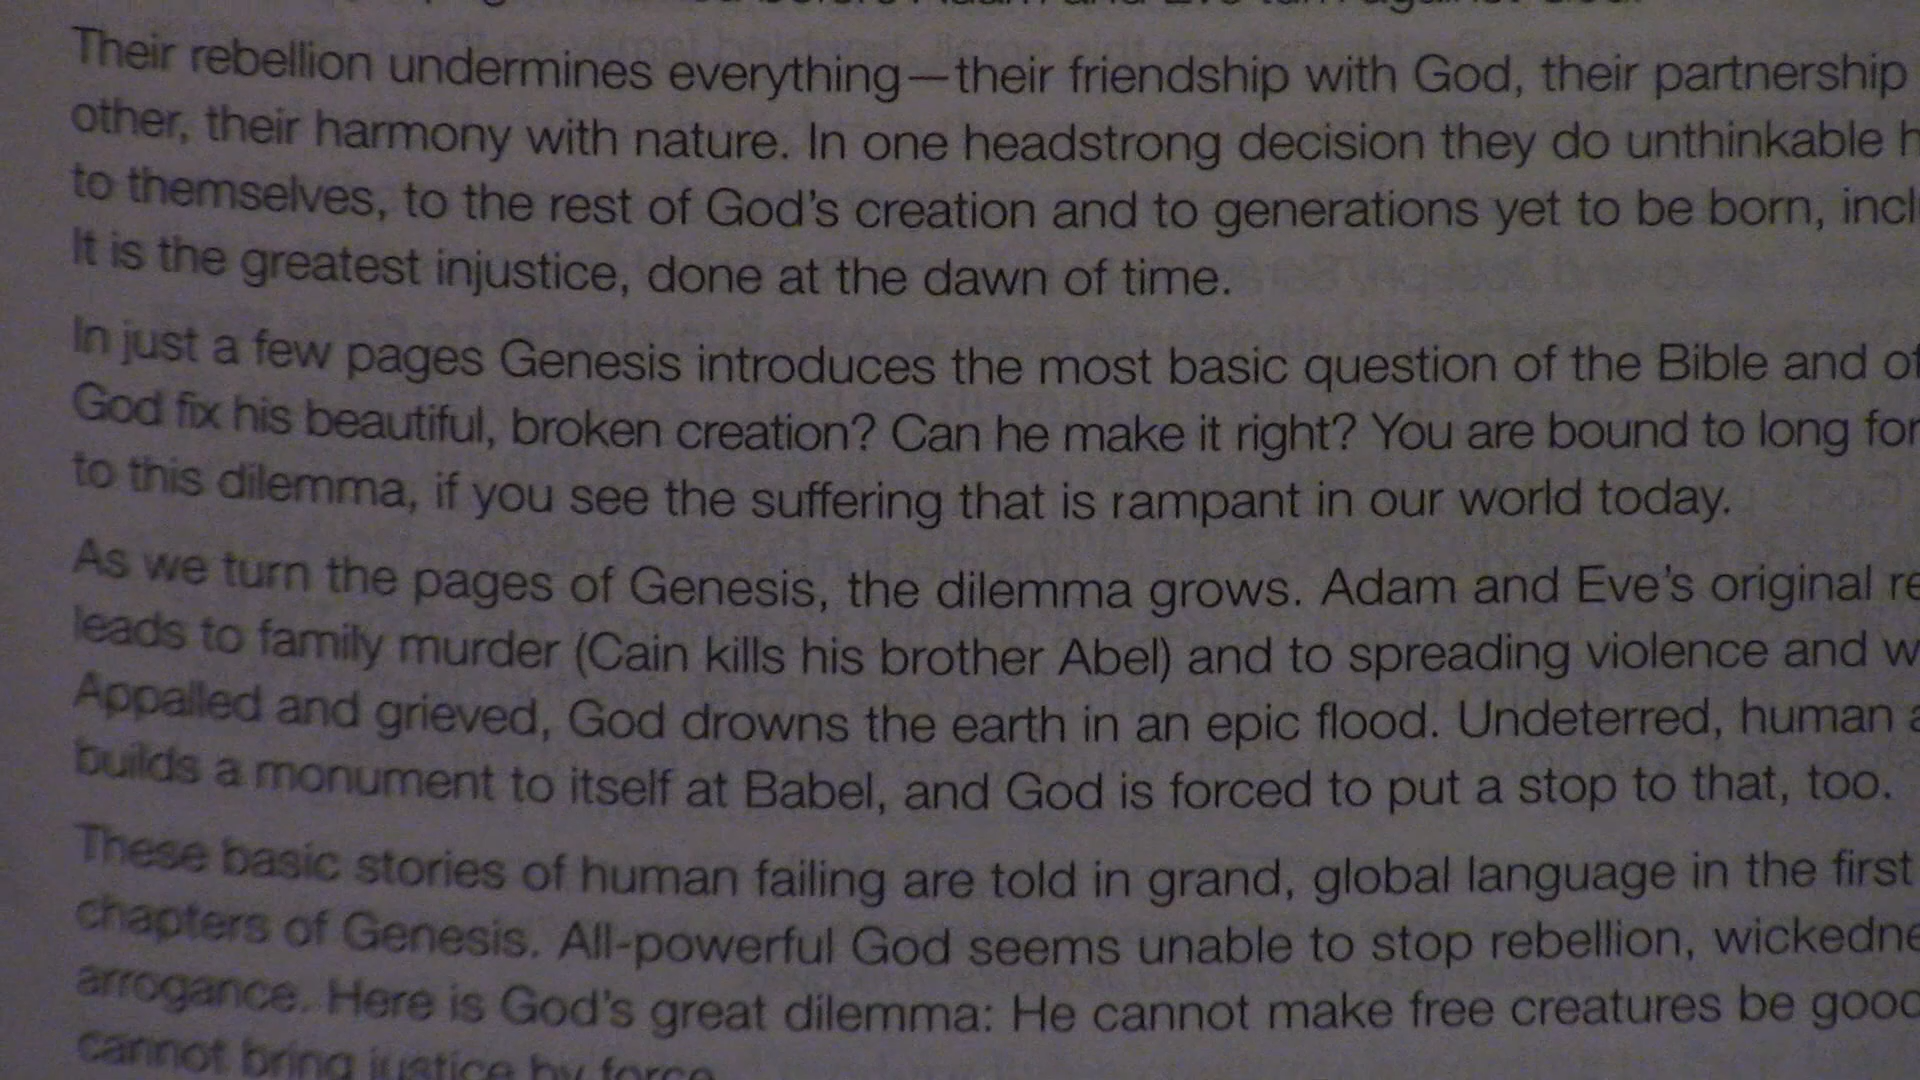 Their rebellion undermines everything—their friendship with God, their partnership
other, their harmony with nature. In one headstrong decision they do unthinkable
to themselves, to the rest of God's creation and to generations yet to be born,
It is the greatest injustice, done at the dawn of time.
In just a few pages Genesis introduces the most basic question of the Bible and
God fix his beautiful, broken creation? Can he make it right? You are bound to long for
to this dilemma, if you see the suffering that is rampant in our world today.
As we turn the pages of Genesis, the dilemma grows. Adam and Eve's original
leads to family murder (Cain kills his brother Abel) and to spreading violence and
Appalled and grieved, God drowns the earth in an epic flood. Undeterred, human
builds a monument to itself at Babel, and God is forced to put a stop to that, too.
These basic stories of human failing are told in grand, global language in the first
chapters of Genesis. All-powerful God seems unable to stop rebellion,
arrogance. Here is God's great dilemma: He cannot make free creatures be good
cannot bring justice by force